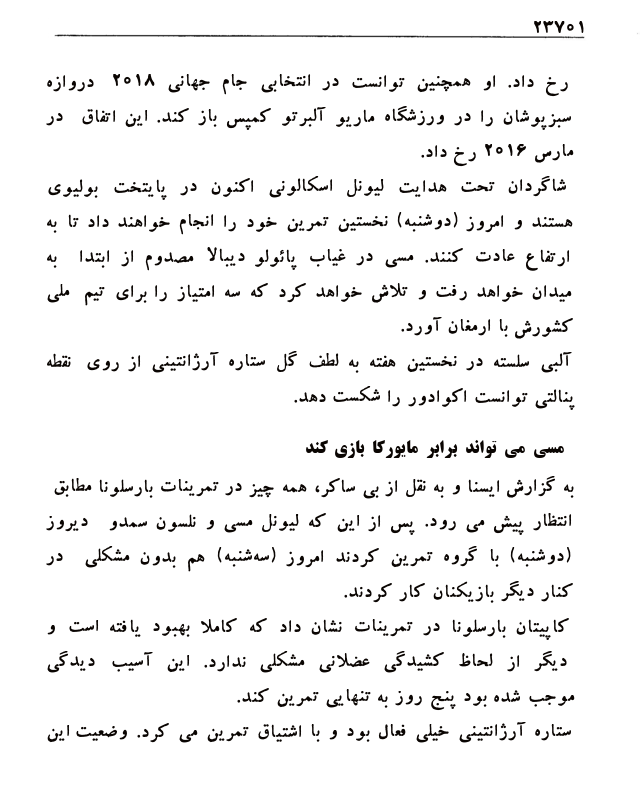 ۲۳۷۰۱
رخ داد. او همچنین توانست در انتخابی جام جهانی ۲۰۱۸ دروازه
سبزپوشان را در ورزشگاه ماریو آلبرتو کمپس باز کند. این اتفاق در
مارس ۲۰۱۶ رخ داد.
شاگردان تحت هدایت لیونل اسکالونی اکنون در پایتخت بولیوی
هستند و امروز (دوشنبه) نخستین تمرین خود را انجام خواهند داد تا به
ارتفاع عادت کنند. مسی در غیاب پائولو دیبالا مصدوم از ابتدا به
میدان خواهد رفت و تلاش خواهد کرد که سه امتیاز را برای تیم ملی
کشورش با ارمغان آورد.
آلبی سلسته در نخستین هفته به لطف گل ستاره آرژانتینی از روی نقطه
پنالتی توانست اکوادور را شکست دهد.
مسی می تواند برابر مایورکا بازی کند
به گزارش ایسنا و به نقل از بی ساکر، همه چیز در تمرینات بارسلونا مطابق
انتظار پیش می رود. پس از این که لیونل مسی و نلسون سمدو دیروز
(دوشنبه) با گروه تمرین کردند امروز (سه‌شنبه) هم بدون مشکلی در
کنار دیگر بازیکنان کار کردند.
کاپیتان بارسلونا در تمرینات نشان داد که کاملا بهبود یافته است و
دیگر از لحاظ کشیدگی عضلانی مشکلی ندارد. این آسیب دیدگی
موجب شده بود پنج روز به تنهایی تمرین کند.
ستاره آرژانتینی خیلی فعال بود و با اشتیاق تمرین می کرد. وضعیت این